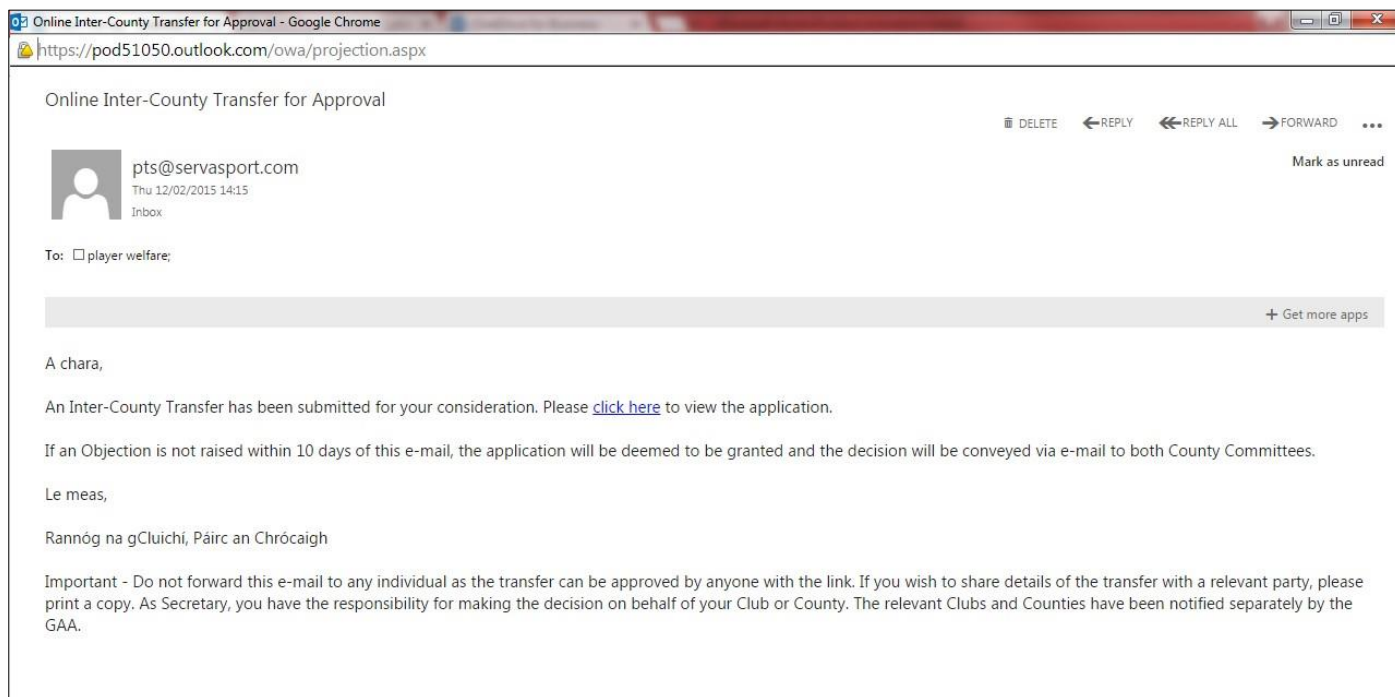 Online Inter-County Transfer for Approval - Google Chrome
https://pod51050.outlook.com/owa/projection.aspx
Online Inter-County Transfer for Approval
DELETE REPLY REPLY ALL FORWARD
pts@servasport.com
Mark as unread
Thu 12/02/2015 14:15
Inbox
To: player welfare;
+ Get more apps
A chara,
An Inter-County Transfer has been submitted for your consideration. Please click here to view the application.
If an Objection is not raised within 10 days of this e-mail, the application will be deemed to be granted and the decision will be conveyed via e-mail to both County Committees.
Le meas,
Rannóg na gCluichí, Páirc an Chrócaigh
Important - Do not forward this e-mail to any individual as the transfer can be approved by anyone with the link. If you wish to share details of the transfer with a relevant party, please
print a copy. As Secretary, you have the responsibility for making the decision on behalf of your Club or County. The relevant Clubs and Counties have been notified separately by the
GAA.